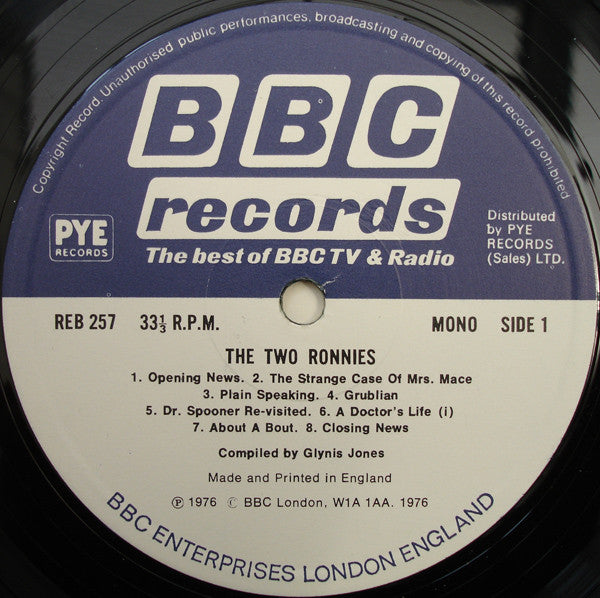 Copyright Record. Unauthorised public performances, broadcasting and copying of this record prohibited
BBC
records
The best of BBC TV & Radio
PYE
RECORDS
Distributed
by PYE
RECORDS
(Sales) LTD.
REB 257 33⅓ R.P.M.
MONO SIDE 1
THE TWO RONNIES
1. Opening News. 2. The Strange Case Of Mrs. Mace
3. Plain Speaking. 4. Grublian
5. Dr. Spooner Re-visited. 6. A Doctor's Life (i)
7. About A Bout. 8. Closing News
Compiled by Glynis Jones
Made and Printed in England
Ⓟ 1976 © BBC London, W1A 1AA. 1976
BBC ENTERPRISES LONDON ENGLAND